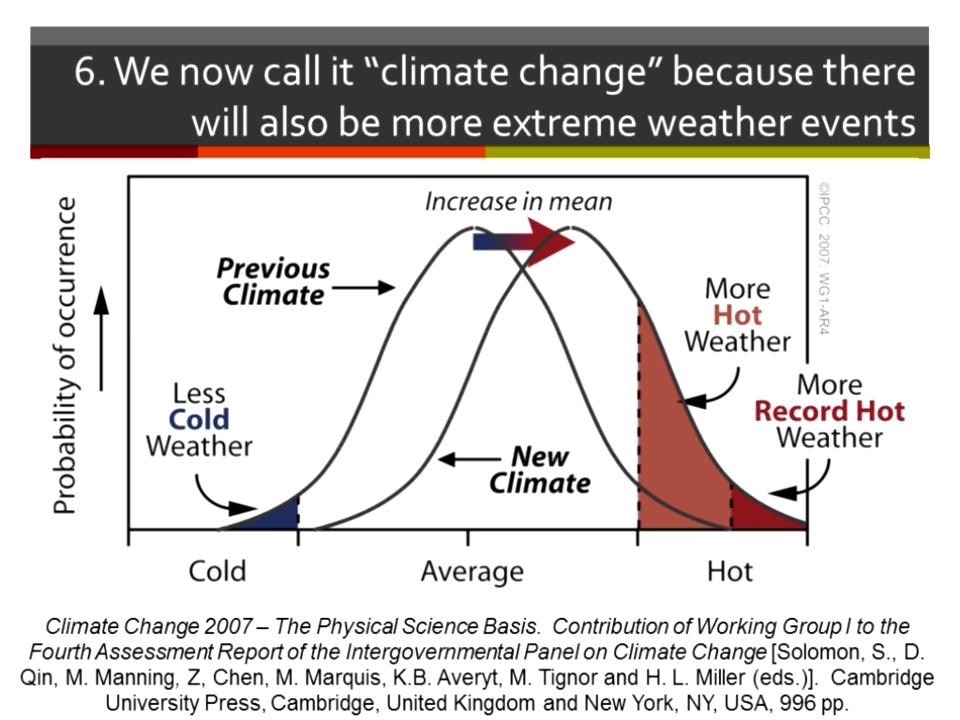 6. We now call it “climate change” because there
will also be more extreme weather events
Increase in mean
Previous
Climate
More
Hot
Weather
Less
Cold
Weather
More
Record Hot
Weather
New
Climate
Probability of occurrence
©IPCC 2007: WG1-AR4
Cold
Average
Hot
Climate Change 2007 – The Physical Science Basis. Contribution of Working Group I to the
Fourth Assessment Report of the Intergovernmental Panel on Climate Change [Solomon, S., D.
Qin, M. Manning, Z, Chen, M. Marquis, K.B. Averyt, M. Tignor and H. L. Miller (eds.)]. Cambridge
University Press, Cambridge, United Kingdom and New York, NY, USA, 996 pp.